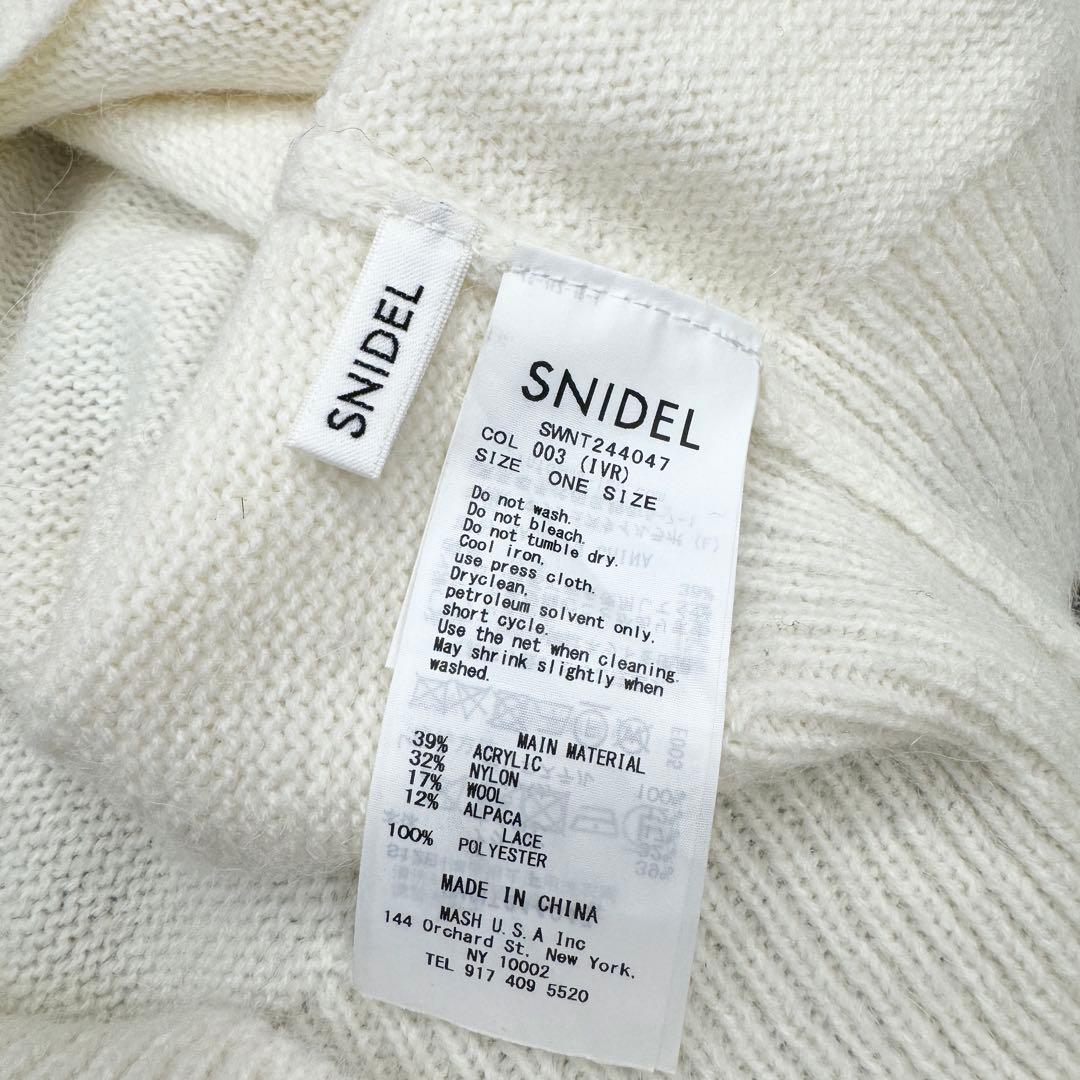 SNIDEL
SNIDEL
SWNT244047
COL 003 (IVR)
SIZE ONE SIZE
Do not wash.
Do not bleach.
Do not tumble dry.
Cool iron,
use press cloth.
Dryclean,
petroleum solvent only,
short cycle.
Use the net when cleaning.
May shrink slightly when
washed.
MAIN MATERIAL
39% ACRYLIC
32% NYLON
17% WOOL
12% ALPACA
LACE
100% POLYESTER
MADE IN CHINA
MASH U.S.A Inc
144 Orchard St. New York,
NY 10002
TEL 917 409 5520